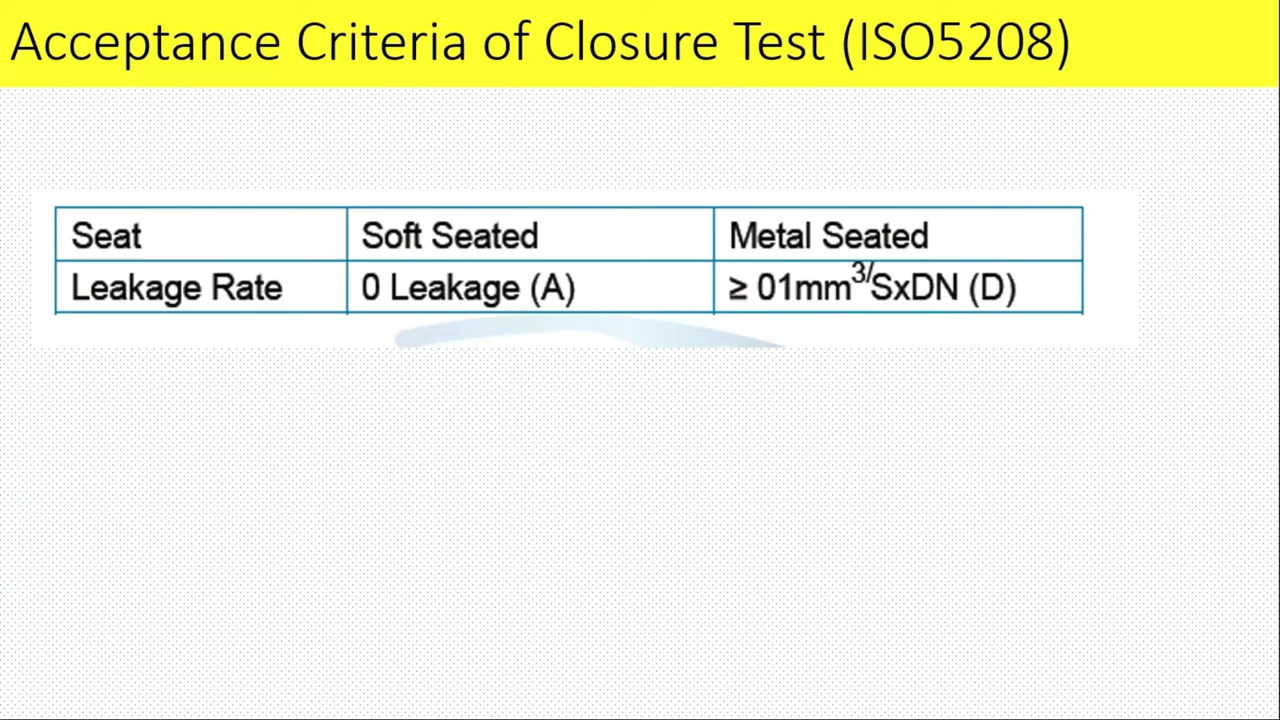 Acceptance Criteria of Closure Test (ISO5208)
Seat Soft Seated Metal Seated
Leakage Rate 0 Leakage (A) ≥ 01mm³/SxDN (D)